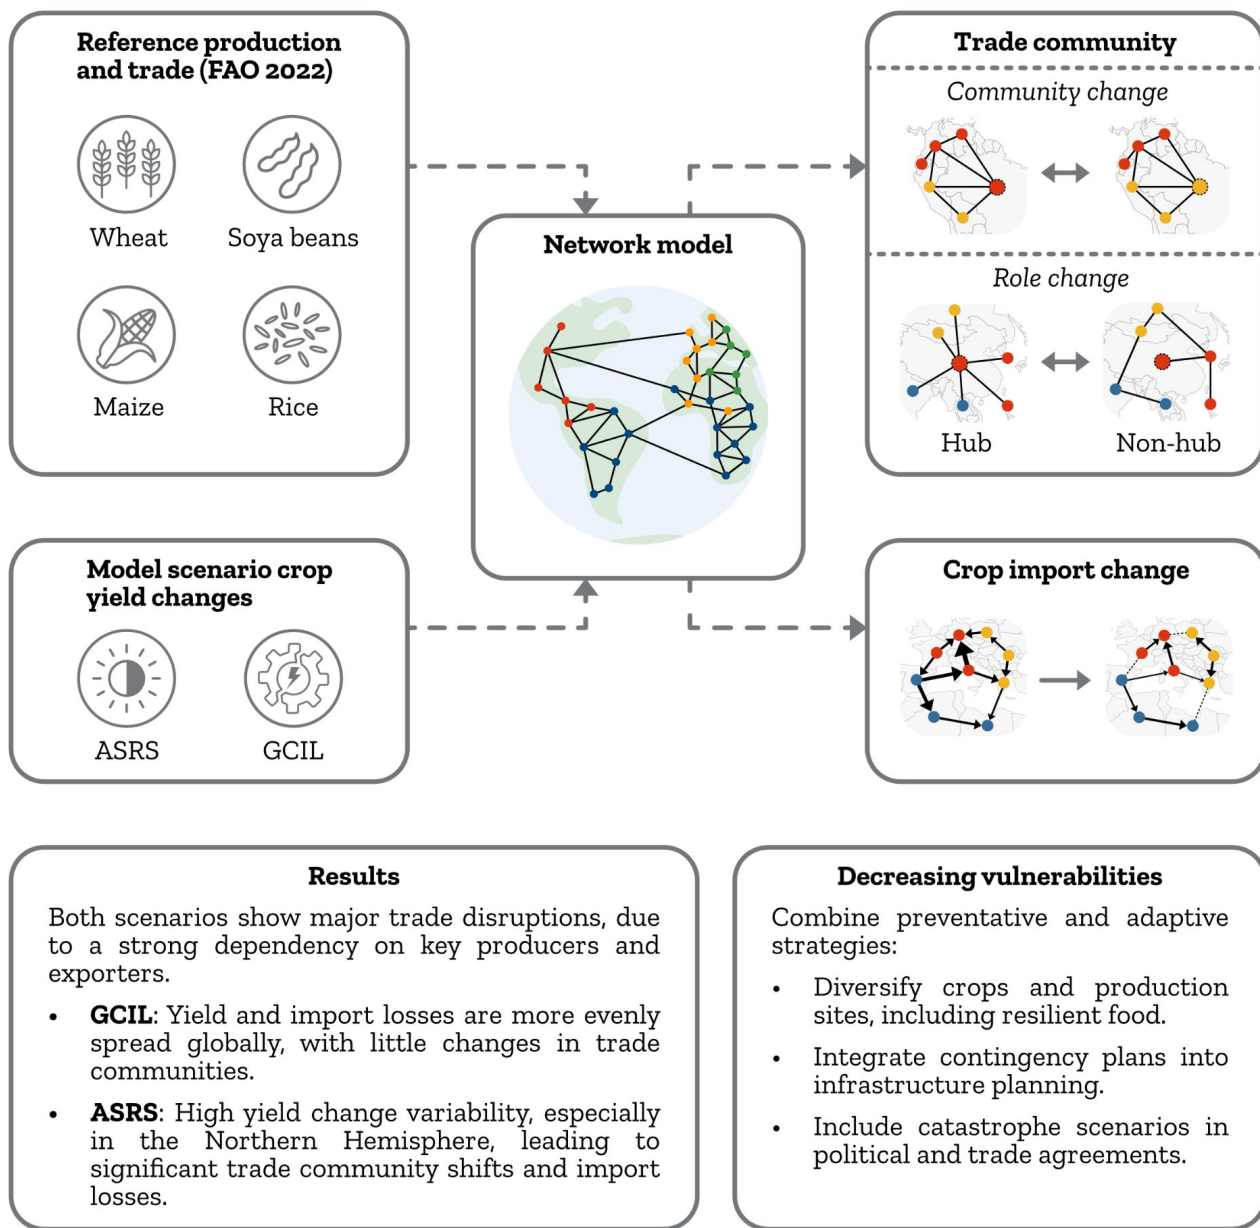 Reference production
and trade (FAO 2022)
Wheat
Soya beans
Maize
Rice
Model scenario crop
yield changes
ASRS
GCIL
Network model
Trade community
Community change
Role change
Hub
Non-hub
Crop import change
Results
Both scenarios show major trade disruptions, due
to a strong dependency on key producers and
exporters.
• GCIL: Yield and import losses are more evenly
spread globally, with little changes in trade
communities.
• ASRS: High yield change variability, especially
in the Northern Hemisphere, leading to
significant trade community shifts and import
losses.
Decreasing vulnerabilities
Combine preventative and adaptive
strategies:
• Diversify crops and production
sites, including resilient food.
• Integrate contingency plans into
infrastructure planning.
• Include catastrophe scenarios in
political and trade agreements.